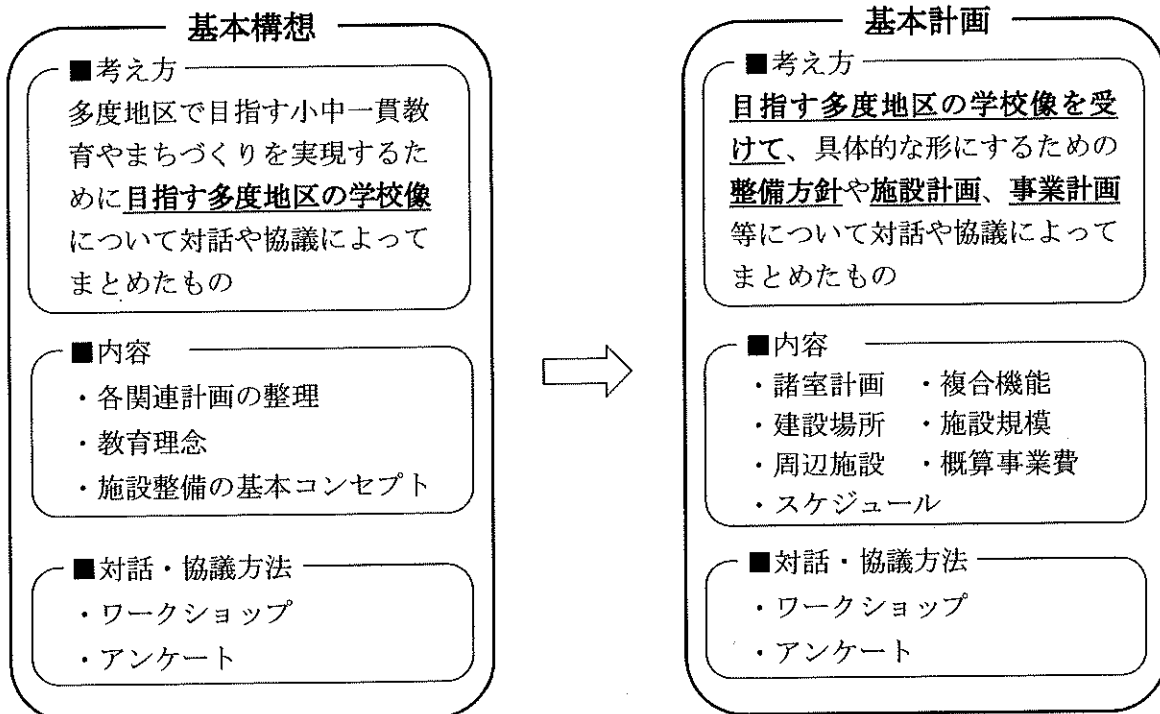 基本構想
■考え方
多度地区で目指す小中一貫教
育やまちづくりを実現するた
めに目指す多度地区の学校像
について対話や協議によって
まとめたもの
■内容
・各関連計画の整理
・教育理念
・施設整備の基本コンセプト
■対話・協議方法
・ワークショップ
・アンケート
基本計画
■考え方
目指す多度地区の学校像を受
けて、具体的な形にするための
整備方針や施設計画、事業計画
等について対話や協議によって
まとめたもの
■内容
・諸室計画 ・複合機能
・建設場所 ・施設規模
・周辺施設 ・概算事業費
・スケジュール
■対話・協議方法
・ワークショップ
・アンケート